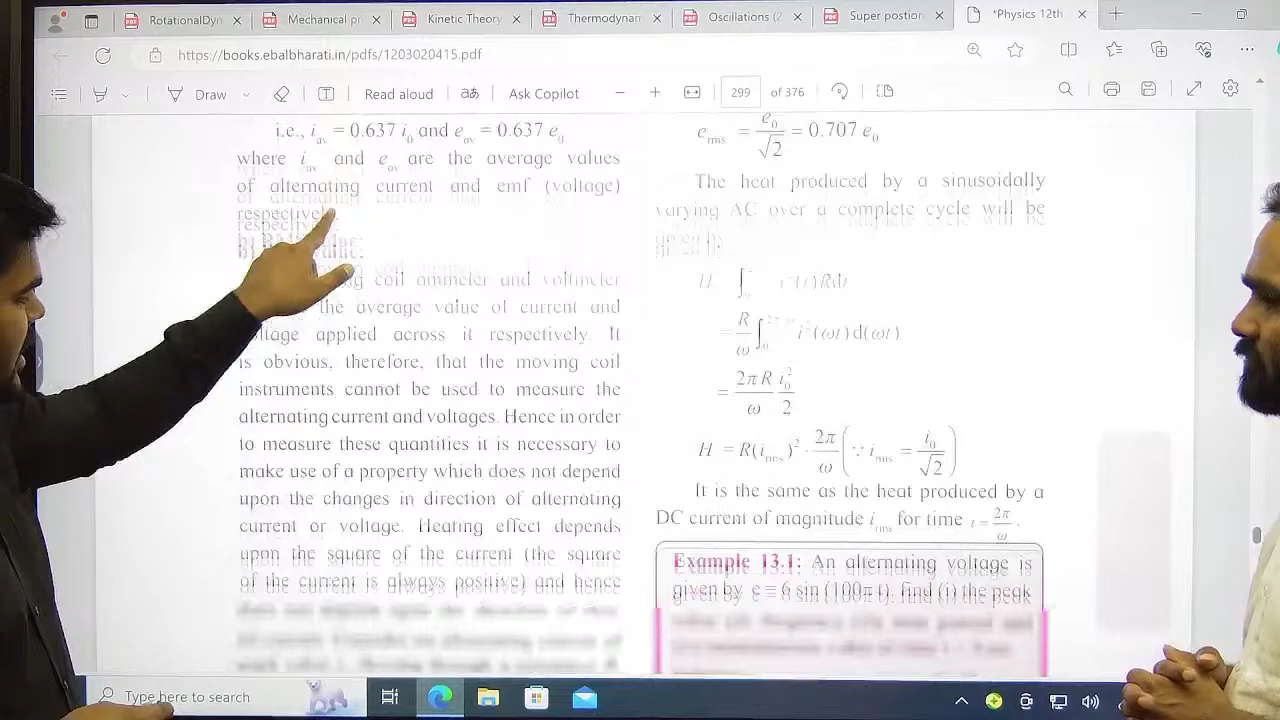 RotationalDyn
Mechanical pr
Kinetic Theory
Thermodynan
Oscillations (2
Super postion
*Physics 12th
https://books.ebalbharati.in/pdfs/1203020415.pdf
Draw
Read aloud
aあ
Ask Copilot
299 of 376
i.e., i_av = 0.637 i_0 and e_av = 0.637 e_0
where i_av and e_av are the average values
of alternating current and emf (voltage)
respectively.
coil ammeter and voltmeter
the average value of current and
voltage applied across it respectively. It
is obvious, therefore, that the moving coil
instruments cannot be used to measure the
alternating current and voltages. Hence in order
to measure these quantities it is necessary to
make use of a property which does not depend
upon the changes in direction of alternating
current or voltage. Heating effect depends
upon the square of the current (the square
of the current is always positive) and hence
e_rms = e_0/√2 = 0.707 e_0
The heat produced by a sinusoidally
varying AC over a complete cycle will be
given by
= R/ω ∫ i²(ωt) d(ωt)
= 2πR/ω i_0²/2
H = R(i_rms)² · 2π/ω (∵ i_rms = i_0/√2)
It is the same as the heat produced by a
DC current of magnitude i_rms for time t = 2π/ω .
Example 13.1: An alternating voltage is
given by e = 6 sin (100π t). find (i) the peak
Type here to search